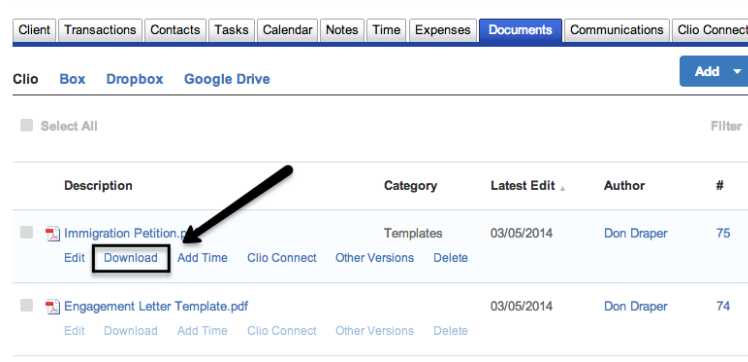 Client Transactions Contacts Tasks Calendar Notes Time Expenses Documents Communications Clio Connect
Clio Box Dropbox Google Drive Add
Select All Filter
Description Category Latest Edit Author #
Immigration Petition.p Templates 03/05/2014 Don Draper 75
Edit Download Add Time Clio Connect Other Versions Delete
Engagement Letter Template.pdf 03/05/2014 Don Draper 74
Edit Download Add Time Clio Connect Other Versions Delete